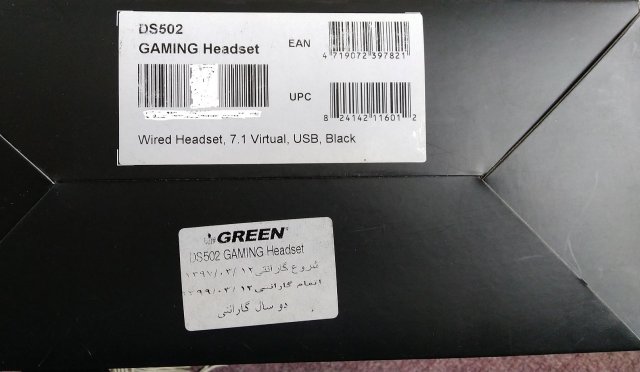 DS502
GAMING Headset
EAN
4 719072 397821
UPC
8 24142 11601 2
Wired Headset, 7.1 Virtual, USB, Black
GREEN
DS502 GAMING Headset
شروع گارانتی ۱۳۹۷/۰۳/۱۲
اتمام گارانتی ۱۳۹۹/۰۳/۱۲
دو سال گارانتی